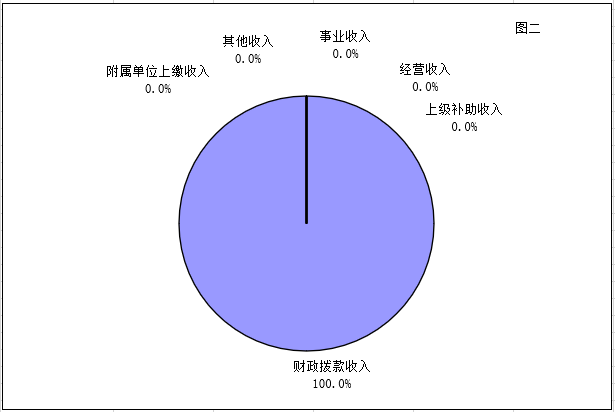 图二
其他收入
0.0%
事业收入
0.0%
附属单位上缴收入
0.0%
经营收入
0.0%
上级补助收入
0.0%
财政拨款收入
100.0%